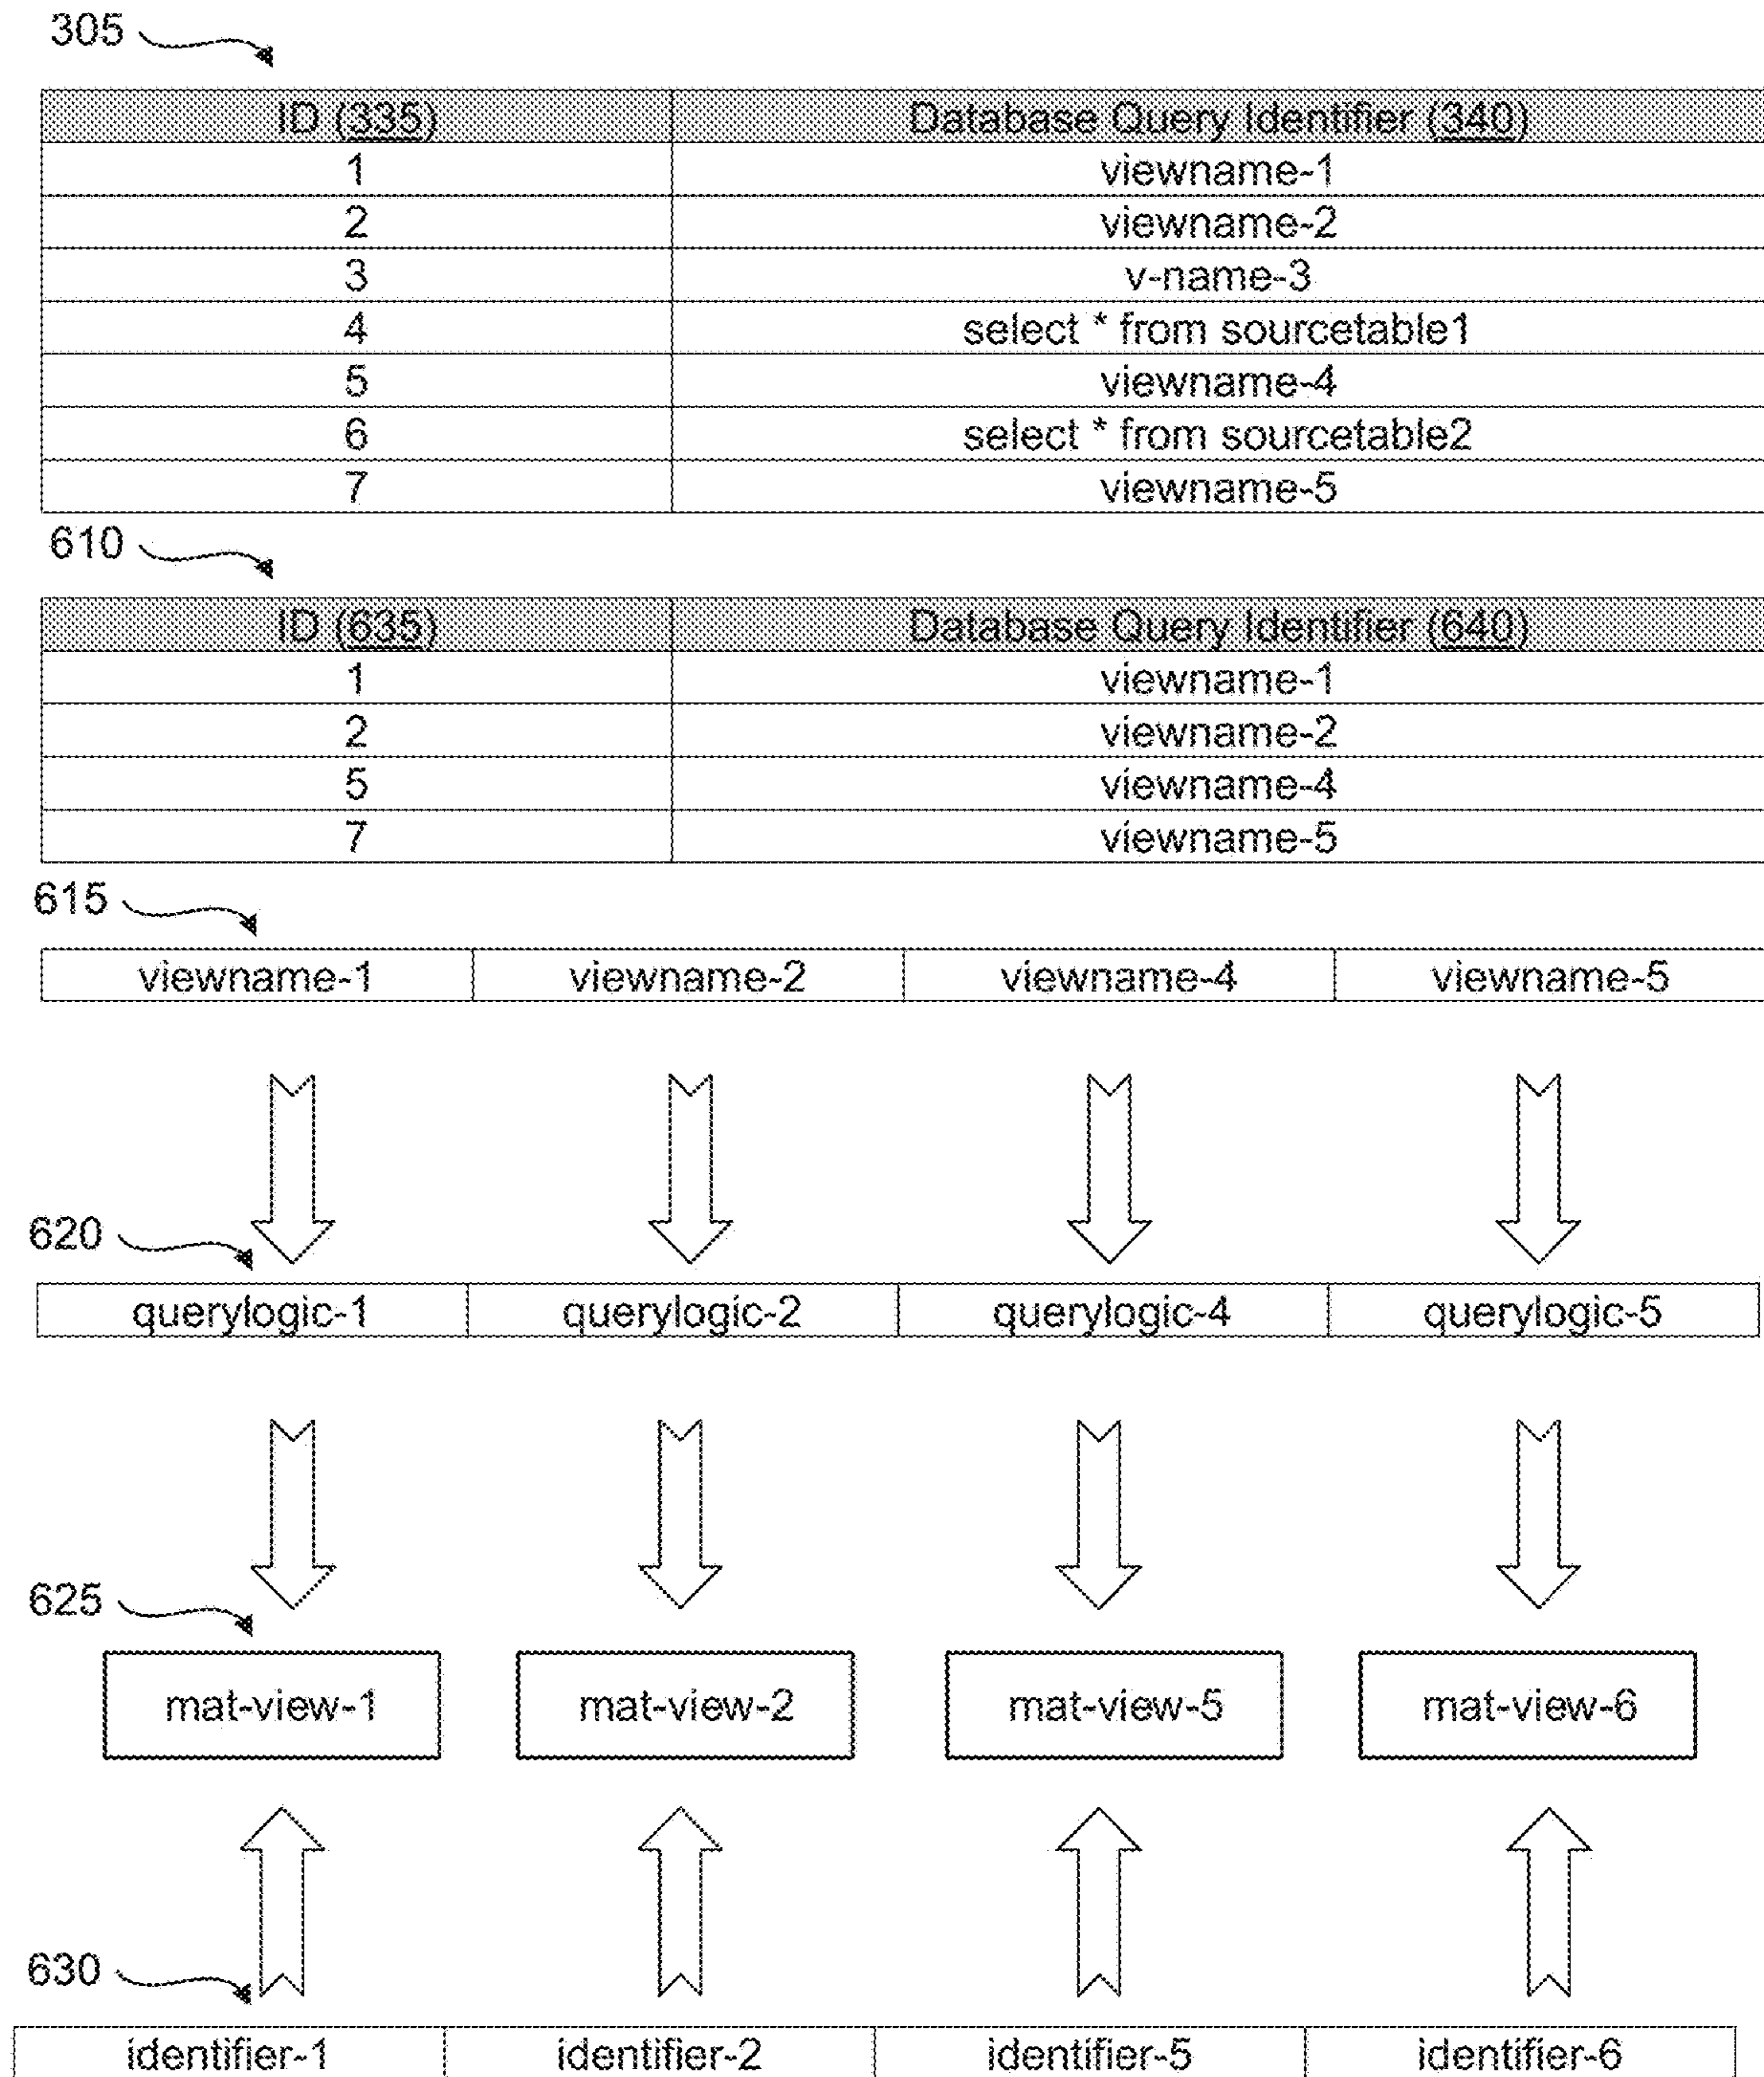 305
ID (335) Database Query Identifier (340)
1 viewname-1
2 viewname-2
3 v-name-3
4 select * from sourcetable1
5 viewname-4
6 select * from sourcetable2
7 viewname-5
610
ID (635) Database Query Identifier (640)
1 viewname-1
2 viewname-2
5 viewname-4
7 viewname-5
615
viewname-1 viewname-2 viewname-4 viewname-5
620
querylogic-1 querylogic-2 querylogic-4 querylogic-5
625
mat-view-1 mat-view-2 mat-view-5 mat-view-6
630
identifier-1 identifier-2 identifier-5 identifier-6